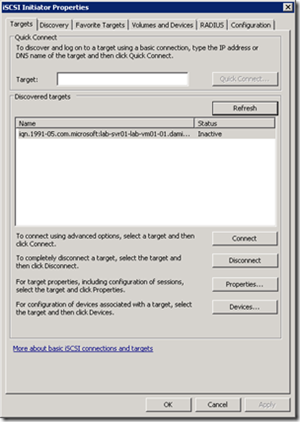 iSCSI Initiator Properties
Targets Discovery Favorite Targets Volumes and Devices RADIUS Configuration
Quick Connect
To discover and log on to a target using a basic connection, type the IP address or
DNS name of the target and then click Quick Connect.
Target: Quick Connect...
Discovered targets
Refresh
Name Status
iqn.1991-05.com.microsoft:lab-svr01-lab-vm01-01.dami... Inactive
To connect using advanced options, select a target and then
click Connect. Connect
To completely disconnect a target, select the target and
then click Disconnect. Disconnect
For target properties, including configuration of sessions,
select the target and click Properties. Properties...
For configuration of devices associated with a target, select
the target and then click Devices. Devices...
More about basic iSCSI connections and targets
OK Cancel Apply